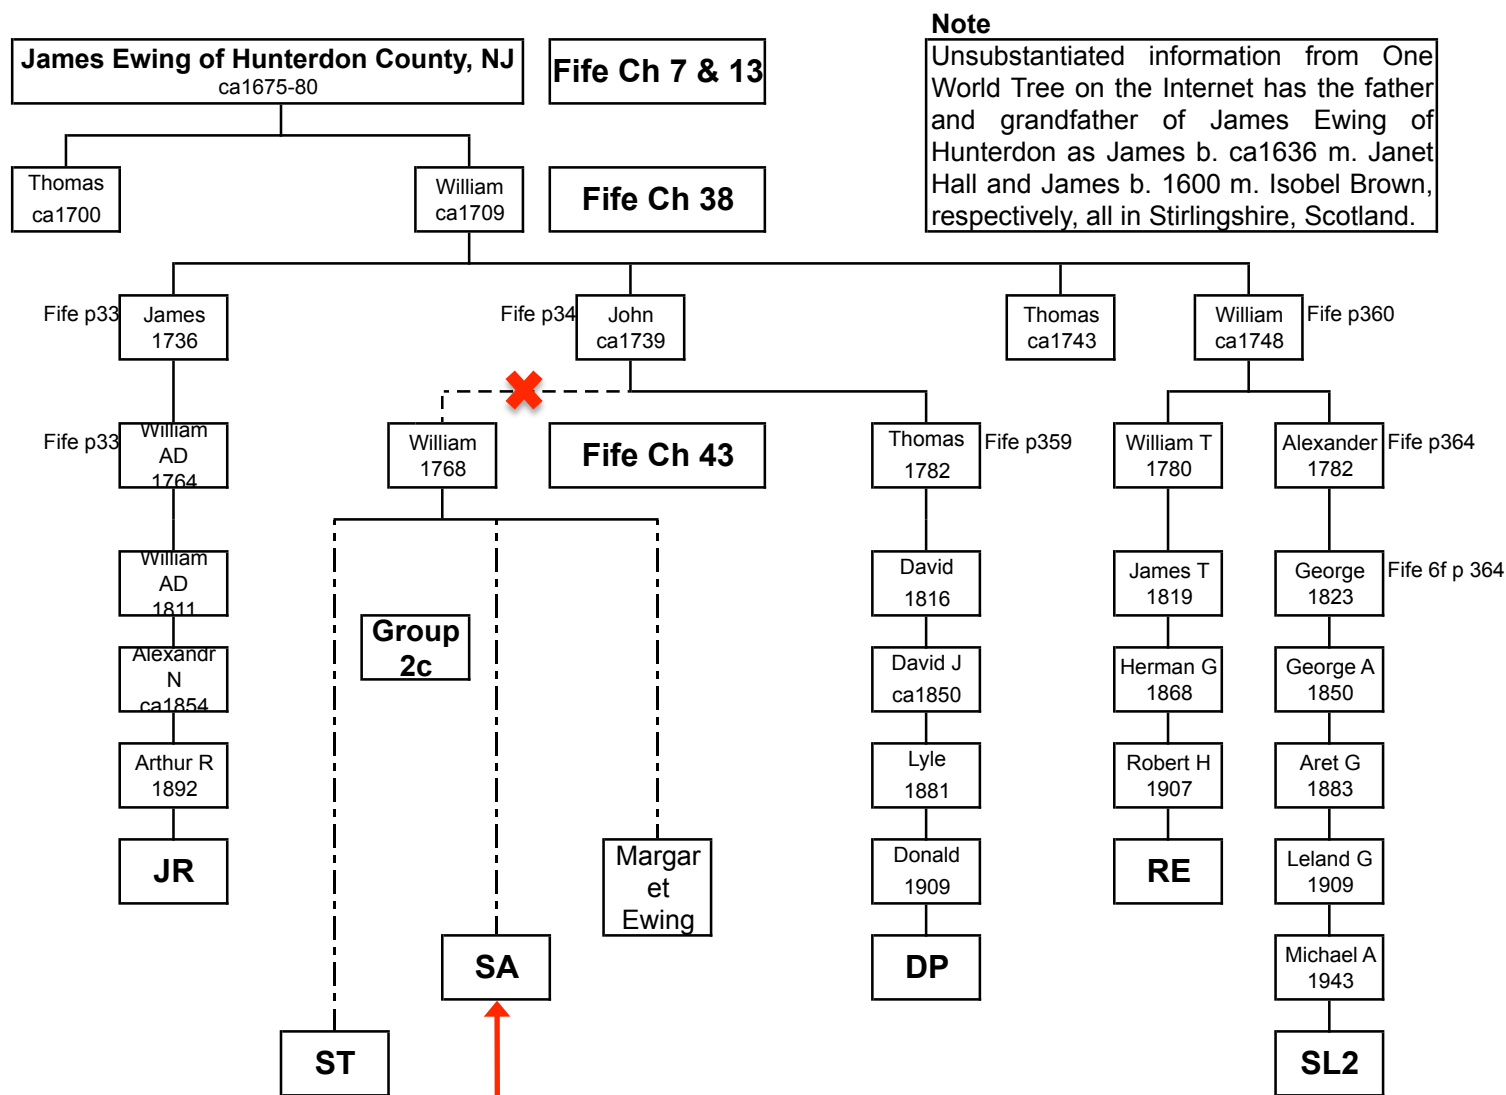 Note
James Ewing of Hunterdon County, NJ
ca1675-80
Fife Ch 7 & 13
Unsubstantiated information from One
World Tree on the Internet has the father
and grandfather of James Ewing of
Hunterdon as James b. ca1636 m. Janet
Hall and James b. 1600 m. Isobel Brown,
respectively, all in Stirlingshire, Scotland.
Thomas
ca1700
William
ca1709
Fife Ch 38
Fife p33
James
1736
Fife p34
John
ca1739
Thomas
ca1743
William
ca1748
Fife p360
Fife p33
William
AD
1764
William
1768
Fife Ch 43
Thomas
1782
Fife p359
William T
1780
Alexander
1782
Fife p364
William
AD
1811
David
1816
James T
1819
George
1823
Fife 6f p 364
Group
2c
Alexandr
N
ca1854
David J
ca1850
Herman G
1868
George A
1850
Arthur R
1892
Lyle
1881
Robert H
1907
Aret G
1883
JR
Margar
et
Ewing
Donald
1909
RE
Leland G
1909
SA
DP
Michael A
1943
ST
SL2